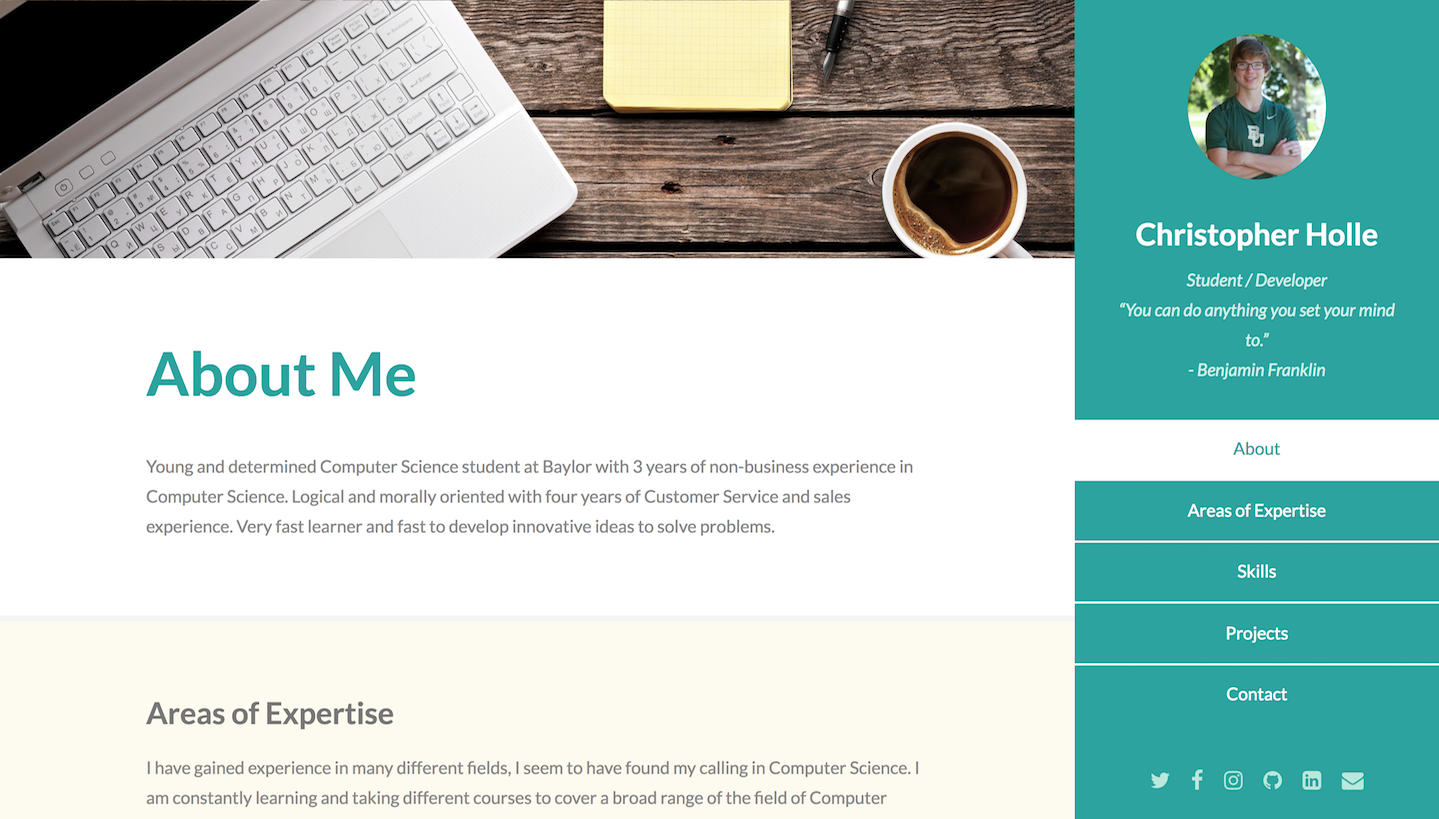 About Me
Young and determined Computer Science student at Baylor with 3 years of non-business experience in
Computer Science. Logical and morally oriented with four years of Customer Service and sales
experience. Very fast learner and fast to develop innovative ideas to solve problems.
Areas of Expertise
I have gained experience in many different fields, I seem to have found my calling in Computer Science. I
am constantly learning and taking different courses to cover a broad range of the field of Computer
BU
Christopher Holle
Student / Developer
“You can do anything you set your mind
to.”
- Benjamin Franklin
About
Areas of Expertise
Skills
Projects
Contact